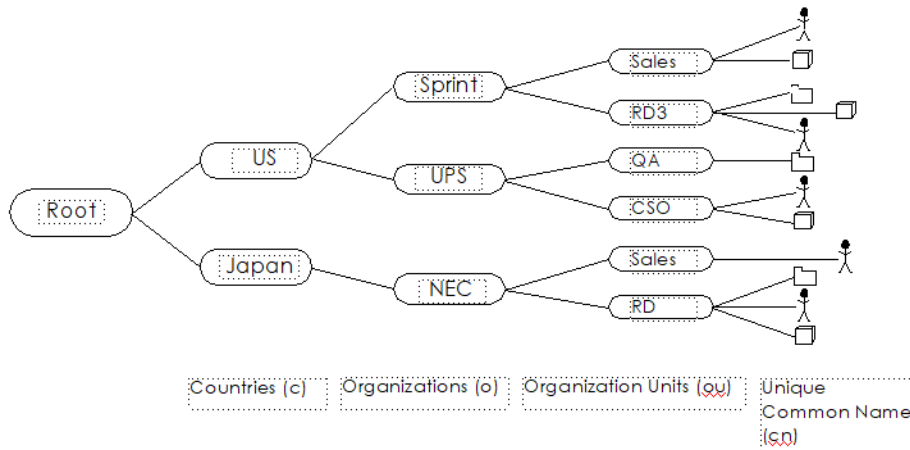 Sales
Sprint
RD3
US
QA
UPS
CSO
Root
Sales
Japan
NEC
RD
Countries (c)
Organizations (o)
Organization Units (ou)
Unique
Common Name
(cn)